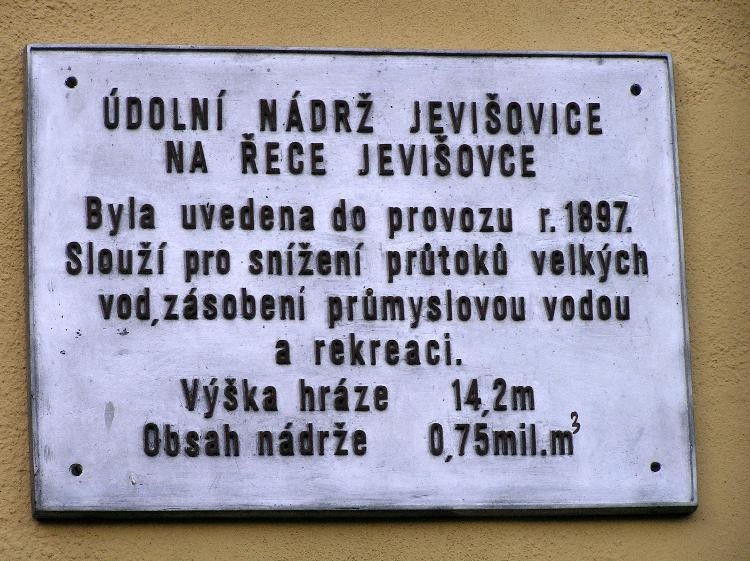 ÚDOLNÍ NÁDRŽ JEVIŠOVICE
NA ŘECE JEVIŠOVCE
Byla uvedena do provozu r. 1897.
Slouží pro snížení průtoků velkých
vod, zásobení průmyslovou vodou
a rekreaci.
Výška hráze 14,2m
Obsah nádrže 0,75mil.m³